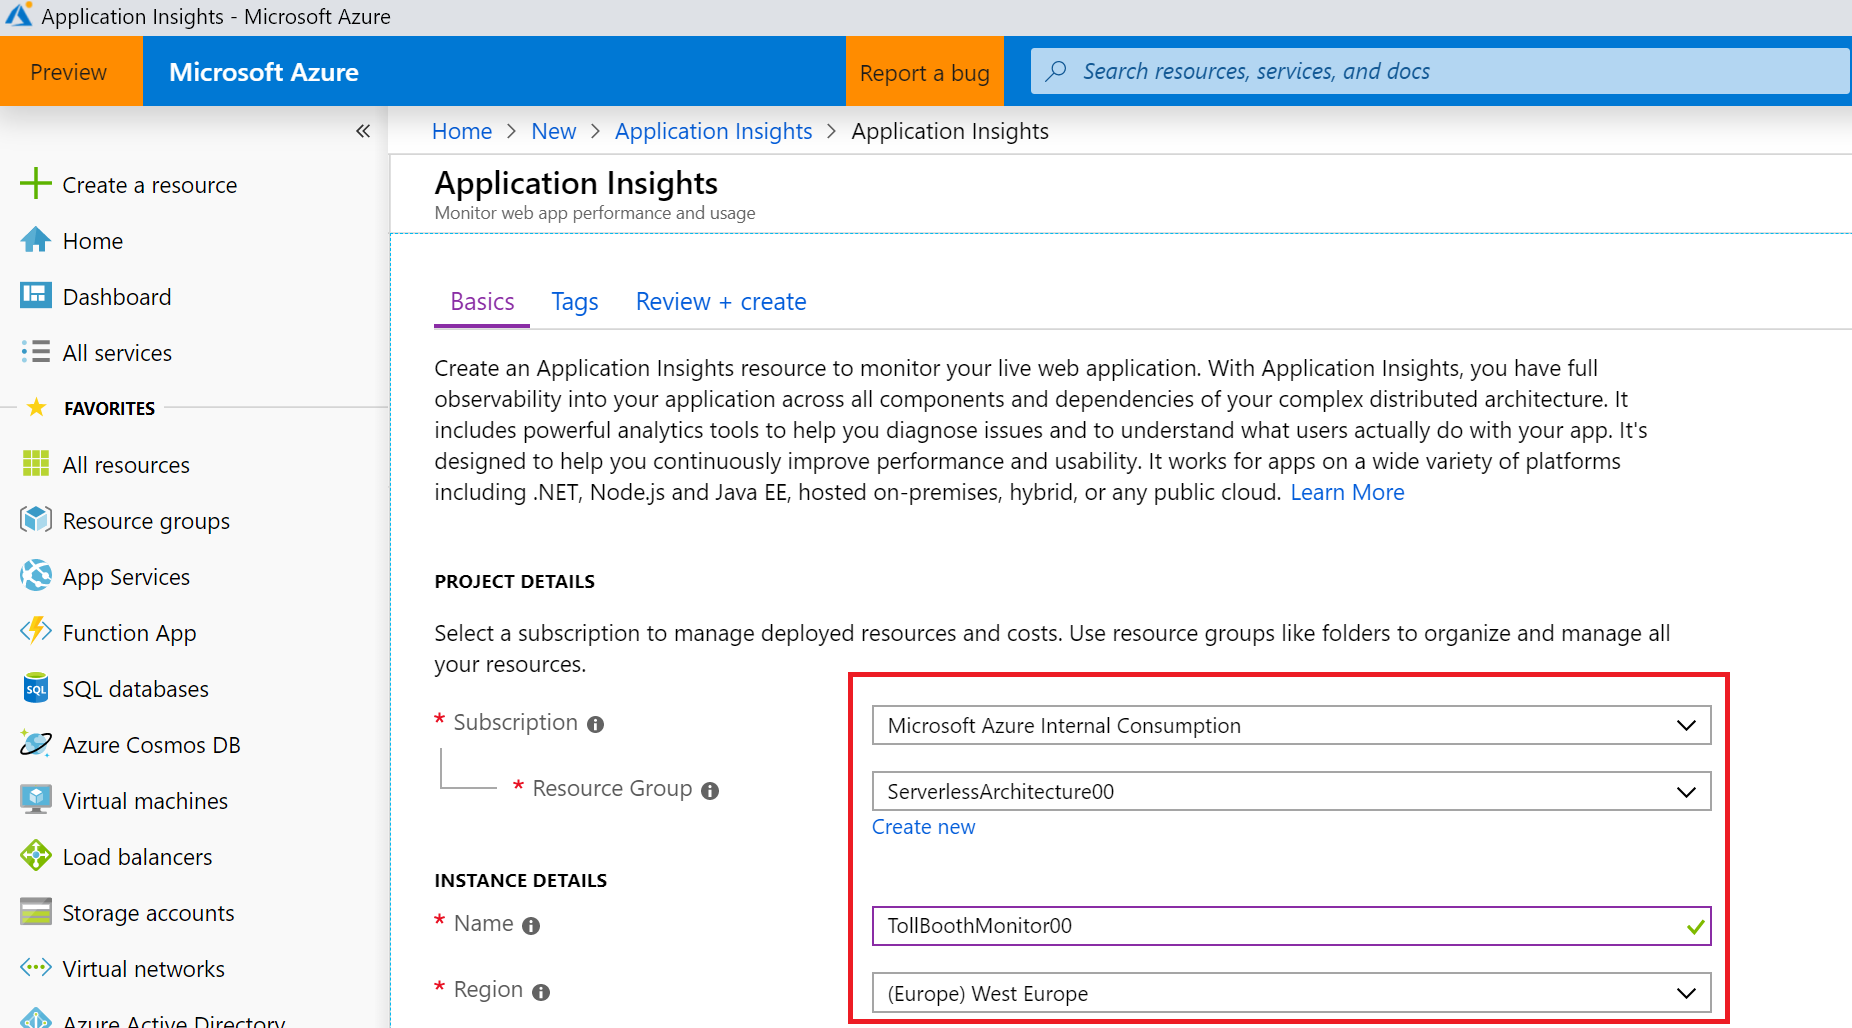 Application Insights - Microsoft Azure
Preview
Microsoft Azure
Report a bug
Search resources, services, and docs
«
Home > New > Application Insights > Application Insights
Create a resource
Home
Dashboard
All services
FAVORITES
All resources
Resource groups
App Services
Function App
SQL databases
Azure Cosmos DB
Virtual machines
Load balancers
Storage accounts
Virtual networks
Azure Active Directory
Application Insights
Monitor web app performance and usage
Basics
Tags
Review + create
Create an Application Insights resource to monitor your live web application. With Application Insights, you have full
observability into your application across all components and dependencies of your complex distributed architecture. It
includes powerful analytics tools to help you diagnose issues and to understand what users actually do with your app. It's
designed to help you continuously improve performance and usability. It works for apps on a wide variety of platforms
including .NET, Node.js and Java EE, hosted on-premises, hybrid, or any public cloud. Learn More
PROJECT DETAILS
Select a subscription to manage deployed resources and costs. Use resource groups like folders to organize and manage all
your resources.
* Subscription
Microsoft Azure Internal Consumption
* Resource Group
ServerlessArchitecture00
Create new
INSTANCE DETAILS
* Name
TollBoothMonitor00
* Region
(Europe) West Europe